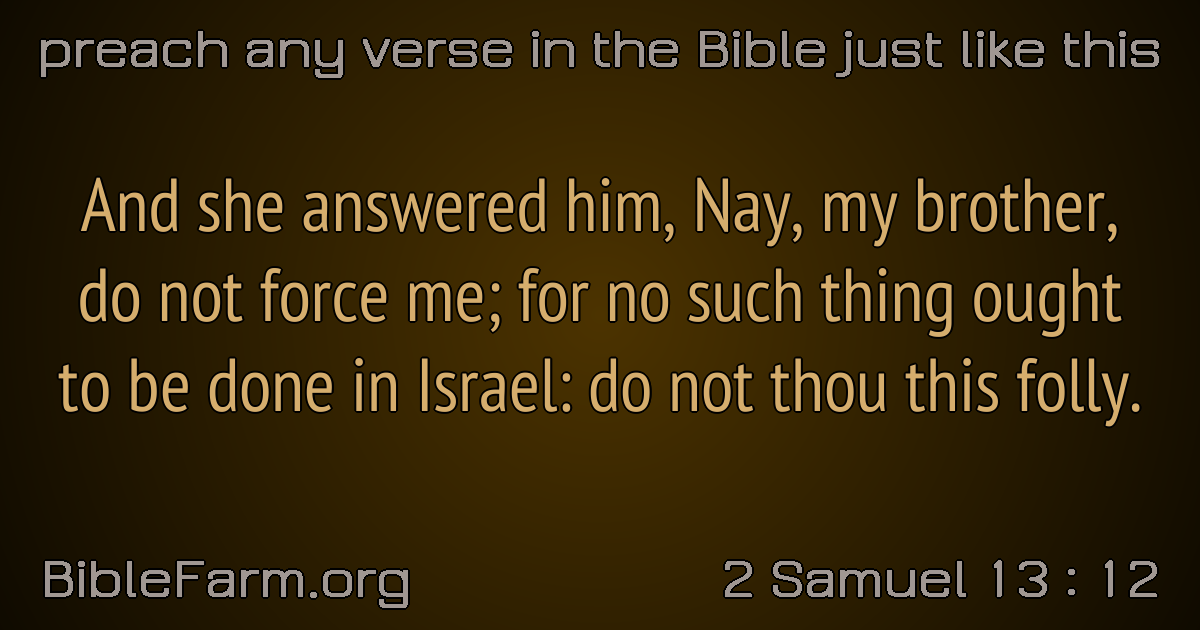 preach any verse in the Bible just like this
And she answered him, Nay, my brother,
do not force me; for no such thing ought
to be done in Israel: do not thou this folly.
BibleFarm.org
2 Samuel 13 : 12